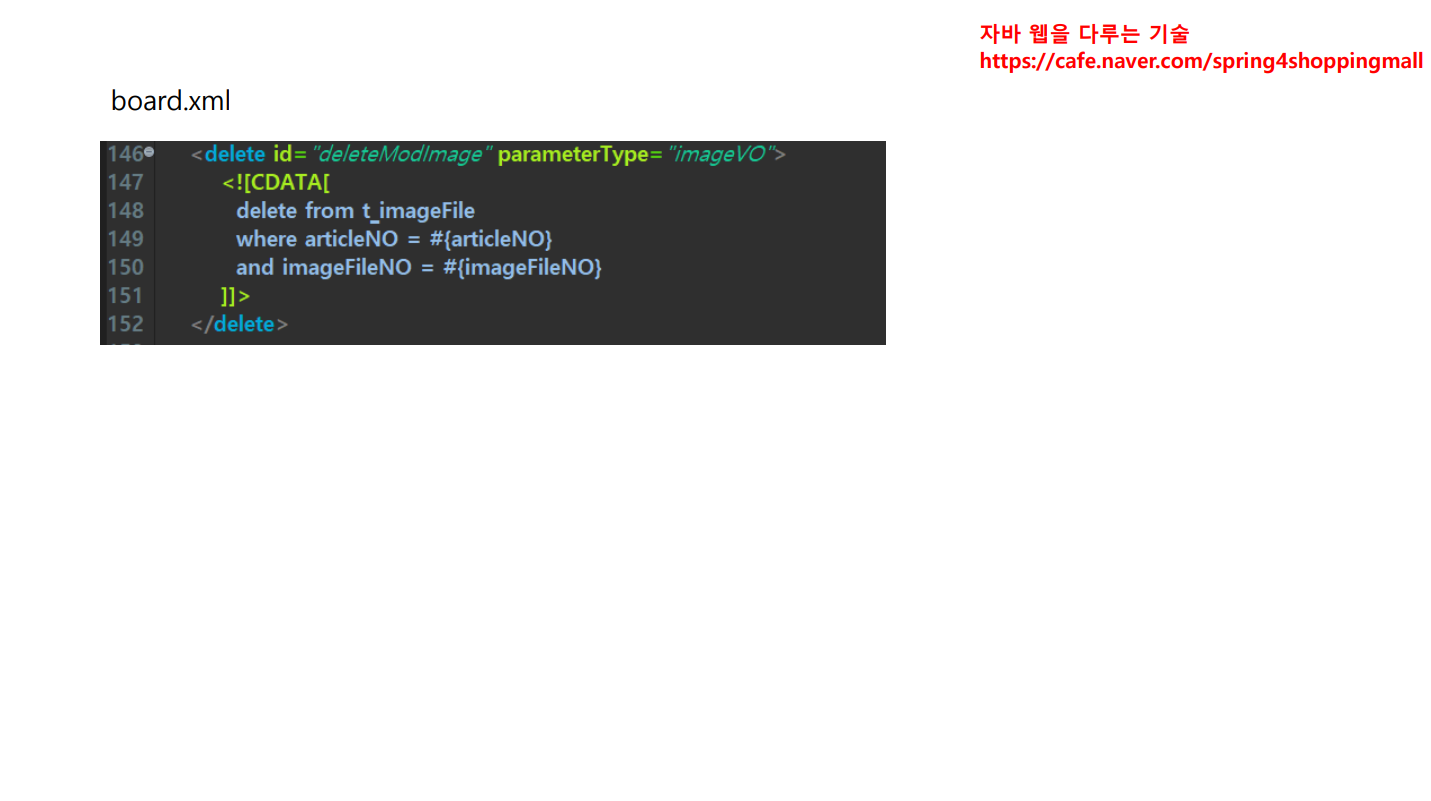 자바 웹을 다루는 기술
https://cafe.naver.com/spring4shoppingmall
board.xml
146 <delete id="deleteModImage" parameterType="imageVO">
147 <![CDATA[
148 delete from t_imageFile
149 where articleNO = #{articleNO}
150 and imageFileNO = #{imageFileNO}
151 ]]>
152 </delete>